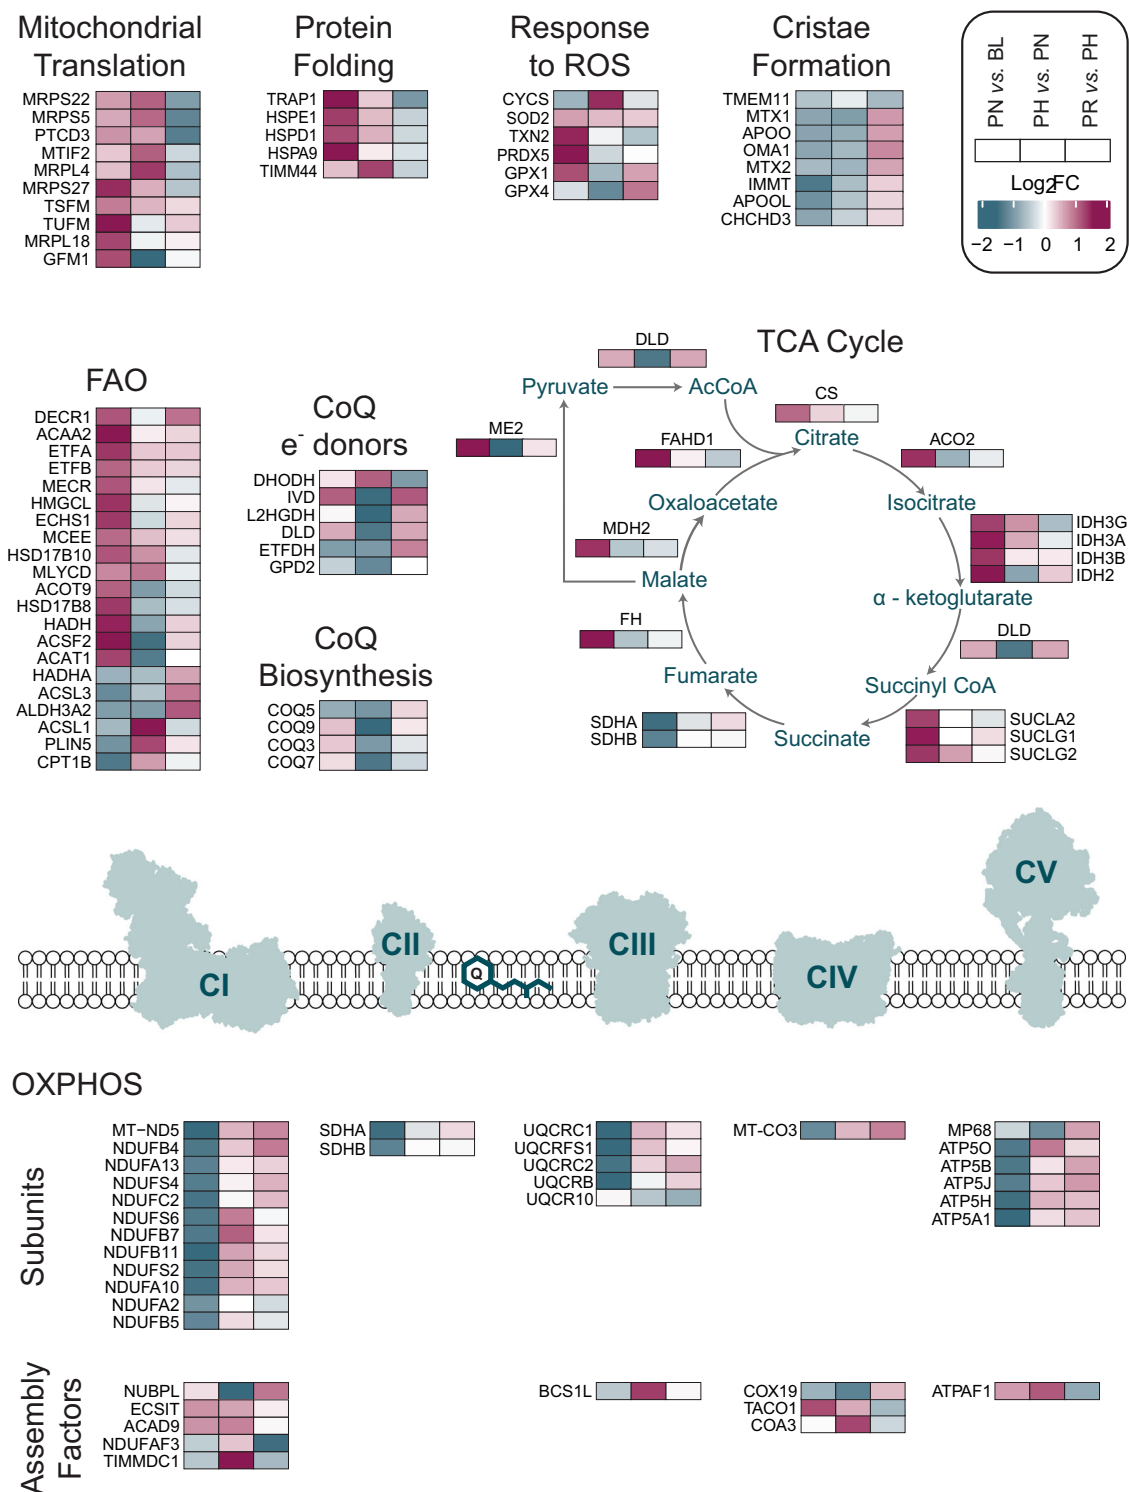 Mitochondrial
Translation
MRPS22
MRPS5
PTCD3
MTIF2
MRPL4
MRPS27
TSFM
TUFM
MRPL18
GFM1
Protein
Folding
TRAP1
HSPE1
HSPD1
HSPA9
TIMM44
Response
to ROS
CYCS
SOD2
TXN2
PRDX5
GPX1
GPX4
Cristae
Formation
TMEM11
MTX1
APOO
OMA1
MTX2
IMMT
APOOL
CHCHD3
PN vs. BL
PH vs. PN
PR vs. PH
Log2FC
−2 −1 0 1 2
FAO
DECR1
ACAA2
ETFA
ETFB
MECR
HMGCL
ECHS1
MCEE
HSD17B10
MLYCD
ACOT9
HSD17B8
HADH
ACSF2
ACAT1
HADHA
ACSL3
ALDH3A2
ACSL1
PLIN5
CPT1B
CoQ
e- donors
DHODH
IVD
L2HGDH
DLD
ETFDH
GPD2
CoQ
Biosynthesis
COQ5
COQ9
COQ3
COQ7
TCA Cycle
DLD
Pyruvate
AcCoA
CS
Citrate
ME2
FAHD1
ACO2
Oxaloacetate
Isocitrate
MDH2
IDH3G
IDH3A
IDH3B
IDH2
Malate
α - ketoglutarate
FH
DLD
Fumarate
Succinyl CoA
SDHA
SDHB
Succinate
SUCLA2
SUCLG1
SUCLG2
CI
CII
Q
CIII
CIV
CV
OXPHOS
Subunits
MT−ND5
NDUFB4
NDUFA13
NDUFS4
NDUFC2
NDUFS6
NDUFB7
NDUFB11
NDUFS2
NDUFA10
NDUFA2
NDUFB5
SDHA
SDHB
UQCRC1
UQCRFS1
UQCRC2
UQCRB
UQCR10
MT-CO3
MP68
ATP5O
ATP5B
ATP5J
ATP5H
ATP5A1
Assembly
Factors
NUBPL
ECSIT
ACAD9
NDUFAF3
TIMMDC1
BCS1L
COX19
TACO1
COA3
ATPAF1